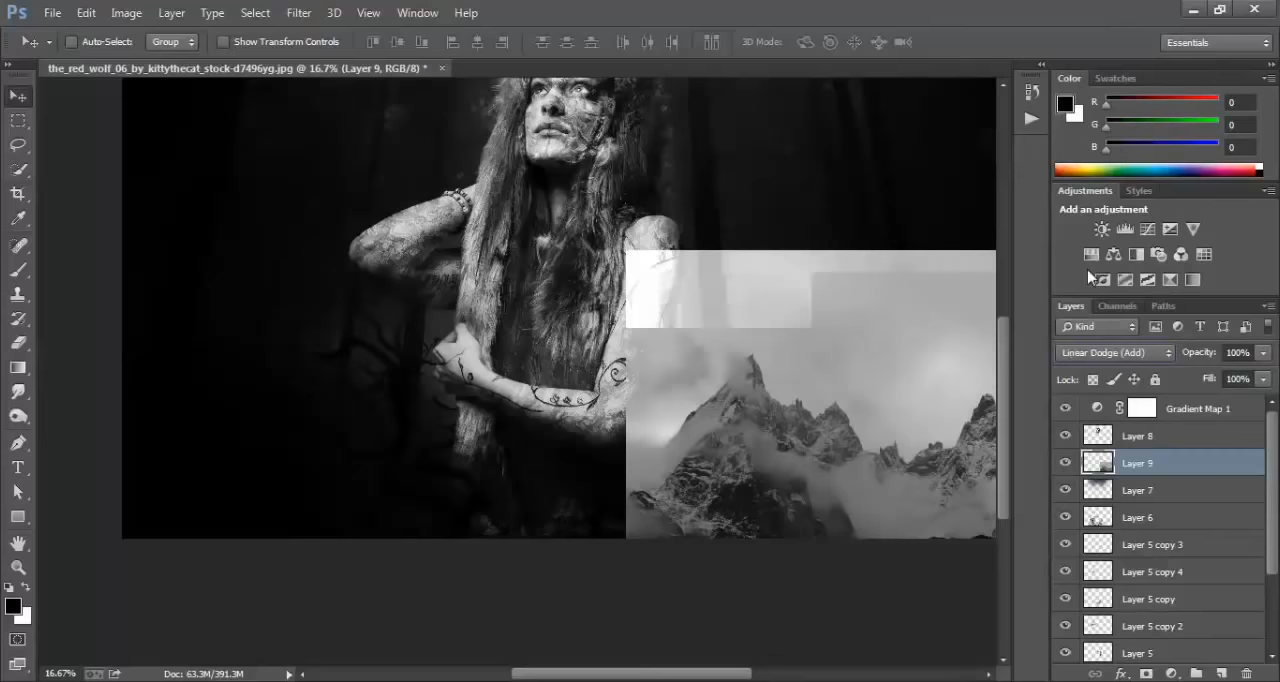 Ps File Edit Image Layer Type Select Filter 3D View Window Help
Auto-Select: Group Show Transform Controls 3D Mode: Essentials
the_red_wolf_06_by_kittythecat_stock-d7496yg.jpg @ 16.7% (Layer 9, RGB/8) *
Color Swatches
R 0
G 0
B 0
Adjustments Styles
Add an adjustment
Layers Channels Paths
Kind
Linear Dodge (Add) Opacity: 100%
Lock: Fill: 100%
Gradient Map 1
Layer 8
Layer 9
Layer 7
Layer 6
Layer 5 copy 3
Layer 5 copy 4
Layer 5 copy
Layer 5 copy 2
Layer 5
16.67% Doc: 63.3M/391.3M